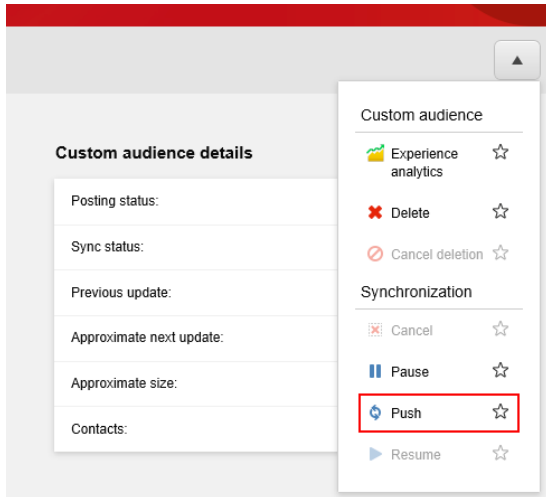 Custom audience details
Posting status:
Sync status:
Previous update:
Approximate next update:
Approximate size:
Contacts:
Custom audience
Experience
analytics
Delete
Cancel deletion
Synchronization
Cancel
Pause
Push
Resume